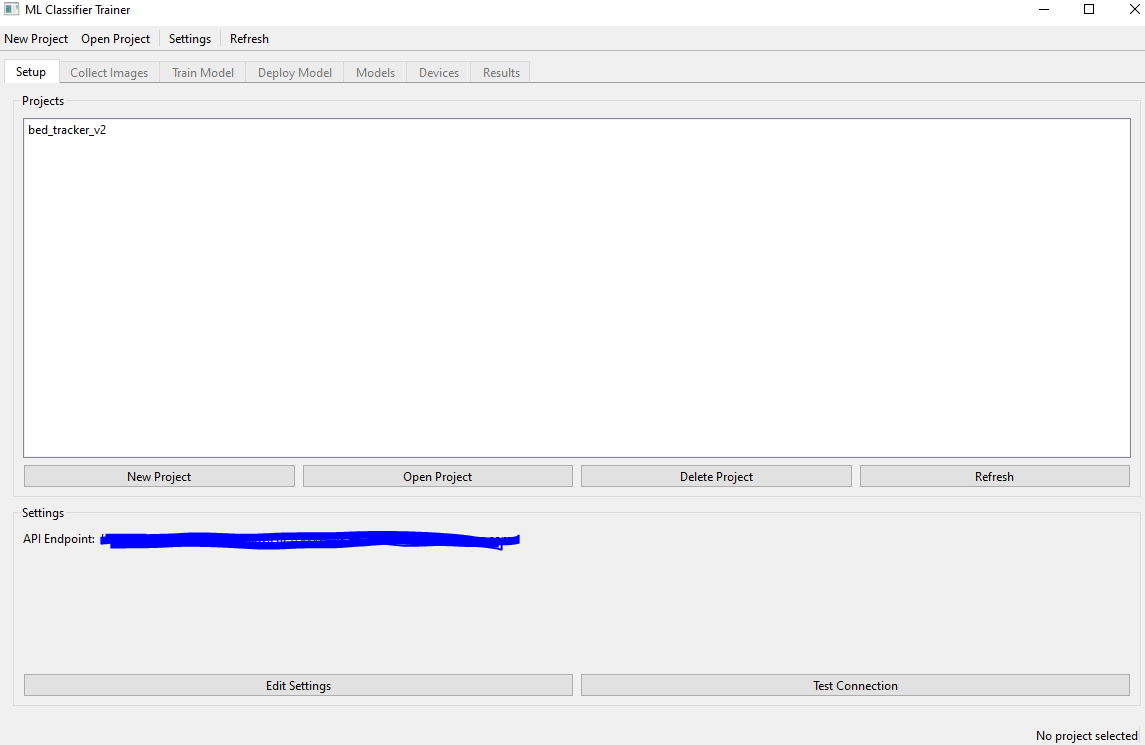 ML Classifier Trainer
New Project Open Project Settings Refresh
Setup Collect Images Train Model Deploy Model Models Devices Results
Projects
bed_tracker_v2
New Project Open Project Delete Project Refresh
Settings
API Endpoint:
Edit Settings Test Connection
No project selected